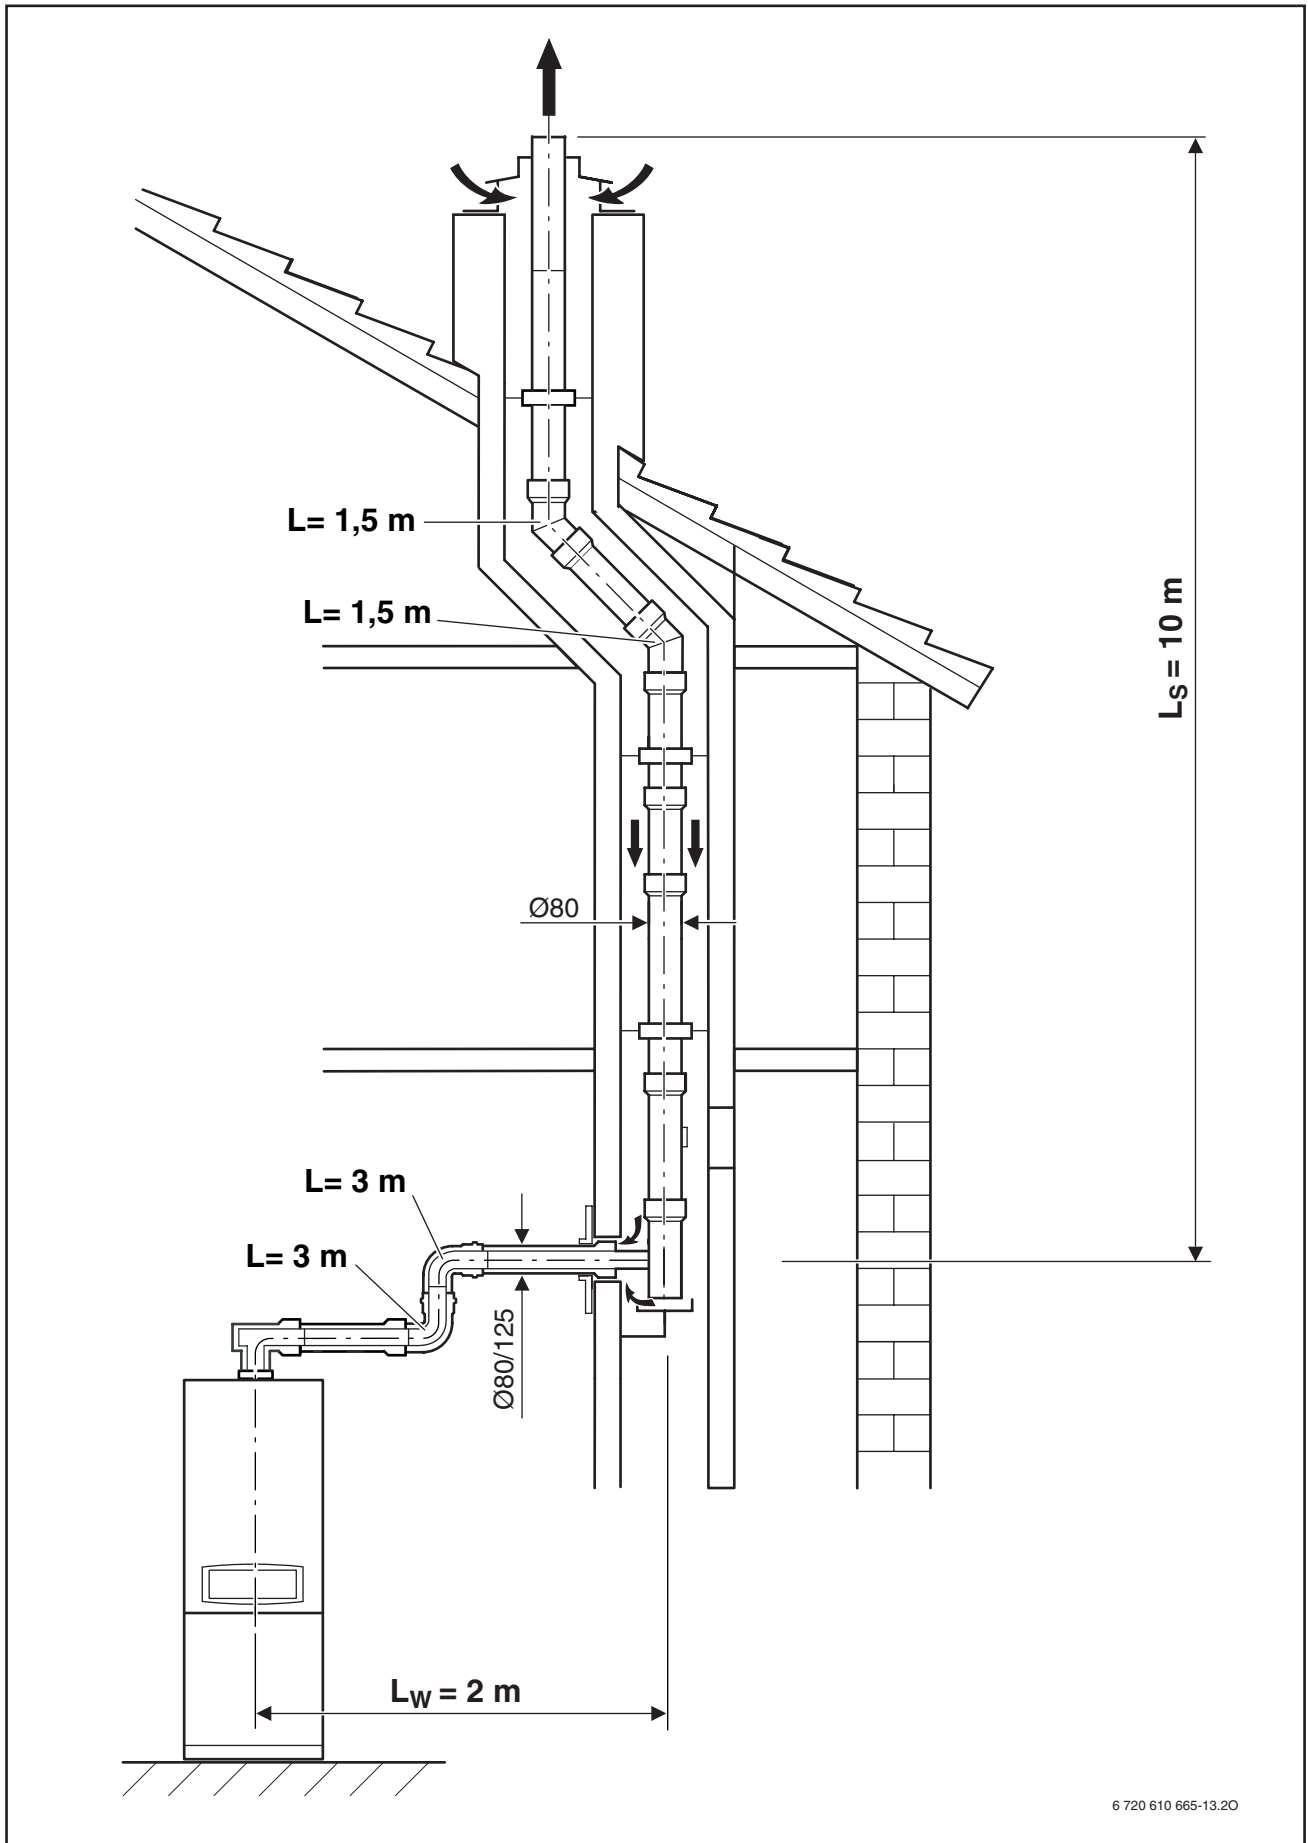 L= 1,5 m
L= 1,5 m
LS = 10 m
Ø80
L= 3 m
L= 3 m
Ø80/125
LW = 2 m
6 720 610 665-13.2O